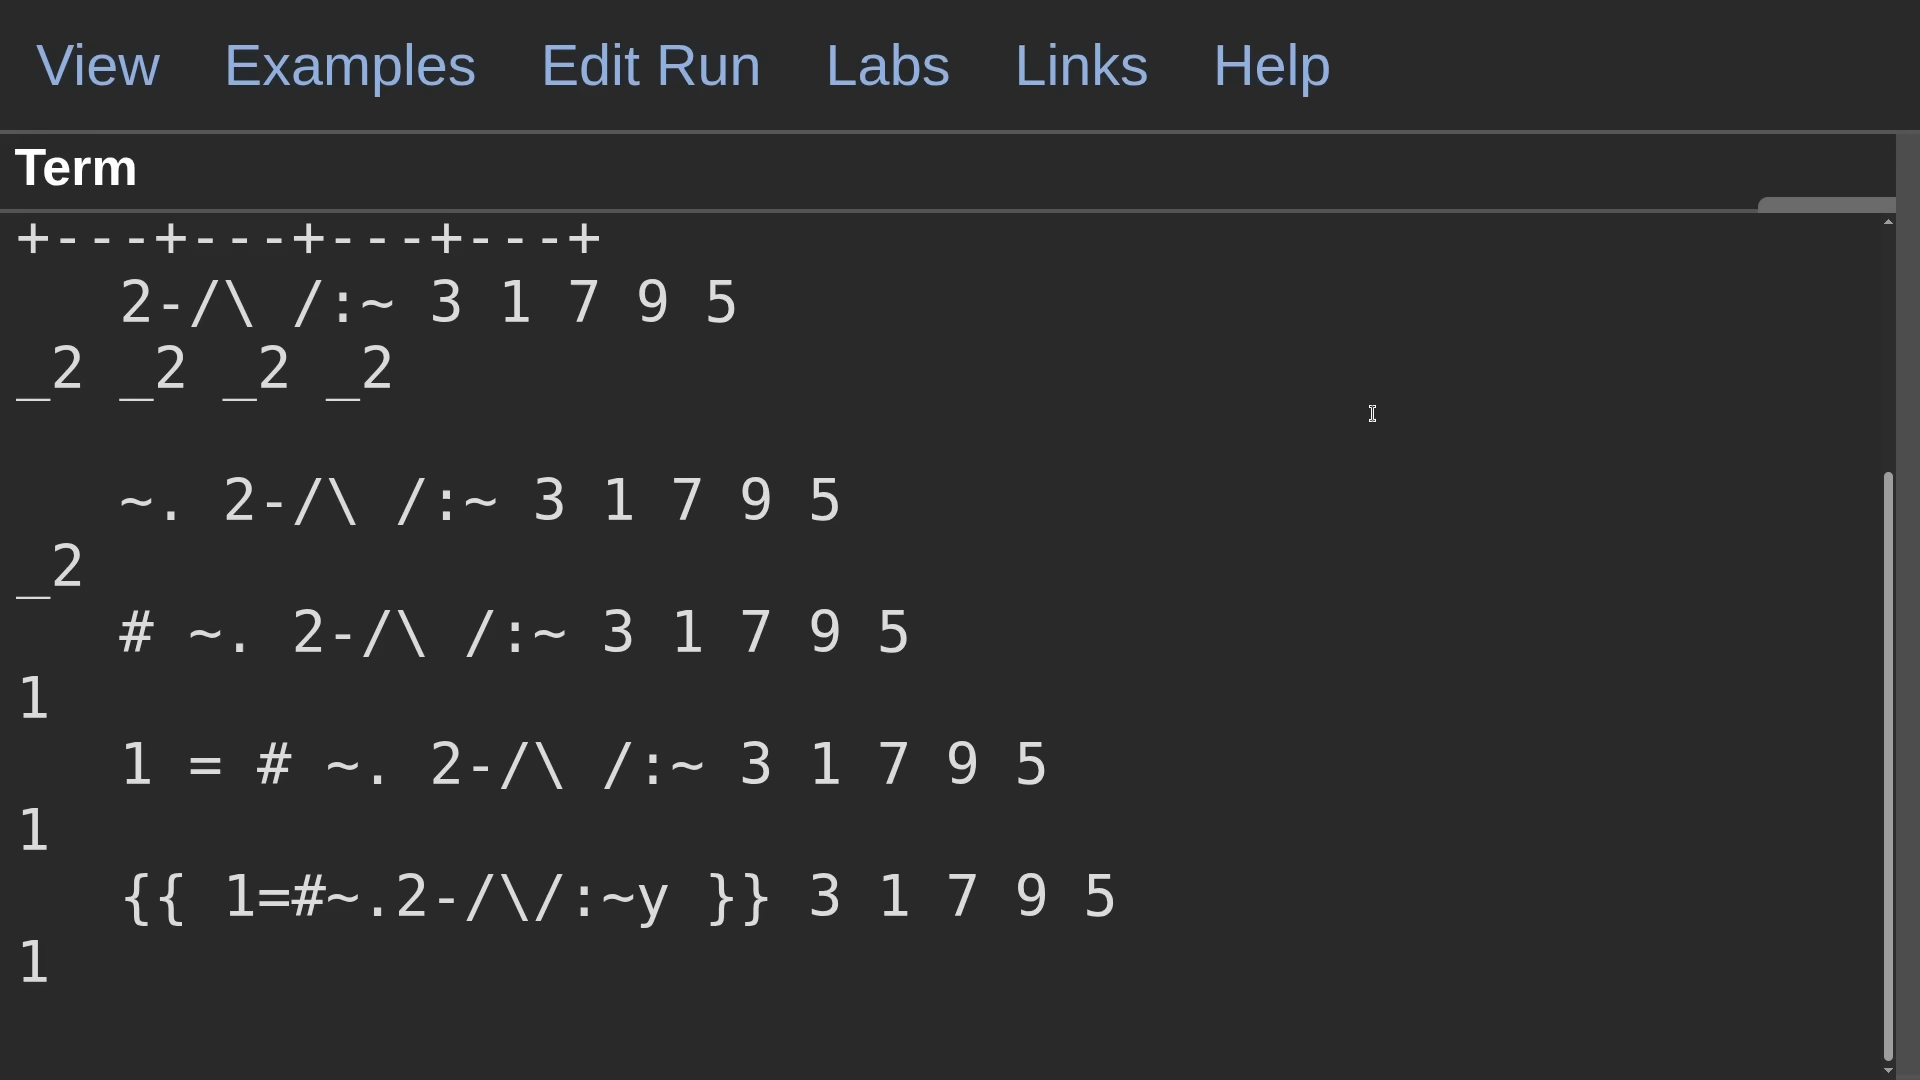 View Examples Edit Run Labs Links Help
Term
+---+---+---+---+
   2-/\ /:~ 3 1 7 9 5
_2 _2 _2 _2
   ~. 2-/\ /:~ 3 1 7 9 5
_2
   # ~. 2-/\ /:~ 3 1 7 9 5
1
   1 = # ~. 2-/\ /:~ 3 1 7 9 5
1
   {{ 1=#~.2-/\/:~y }} 3 1 7 9 5
1